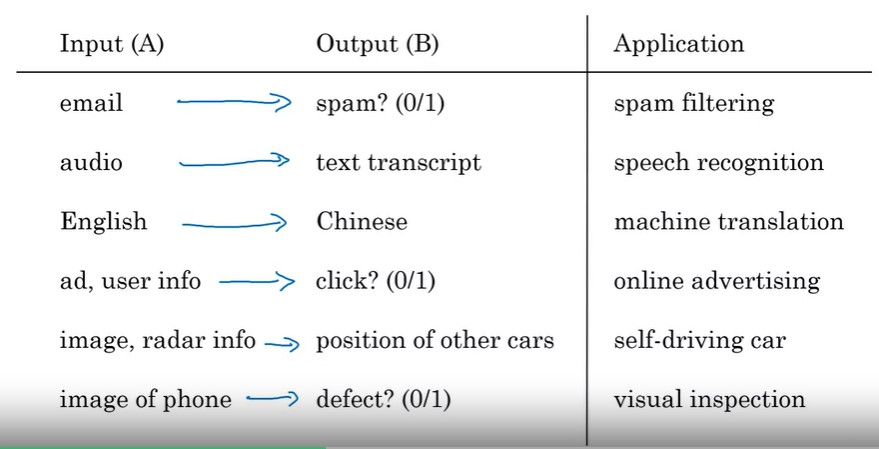 Input (A) Output (B) Application
email spam? (0/1) spam filtering
audio text transcript speech recognition
English Chinese machine translation
ad, user info click? (0/1) online advertising
image, radar info position of other cars self-driving car
image of phone defect? (0/1) visual inspection